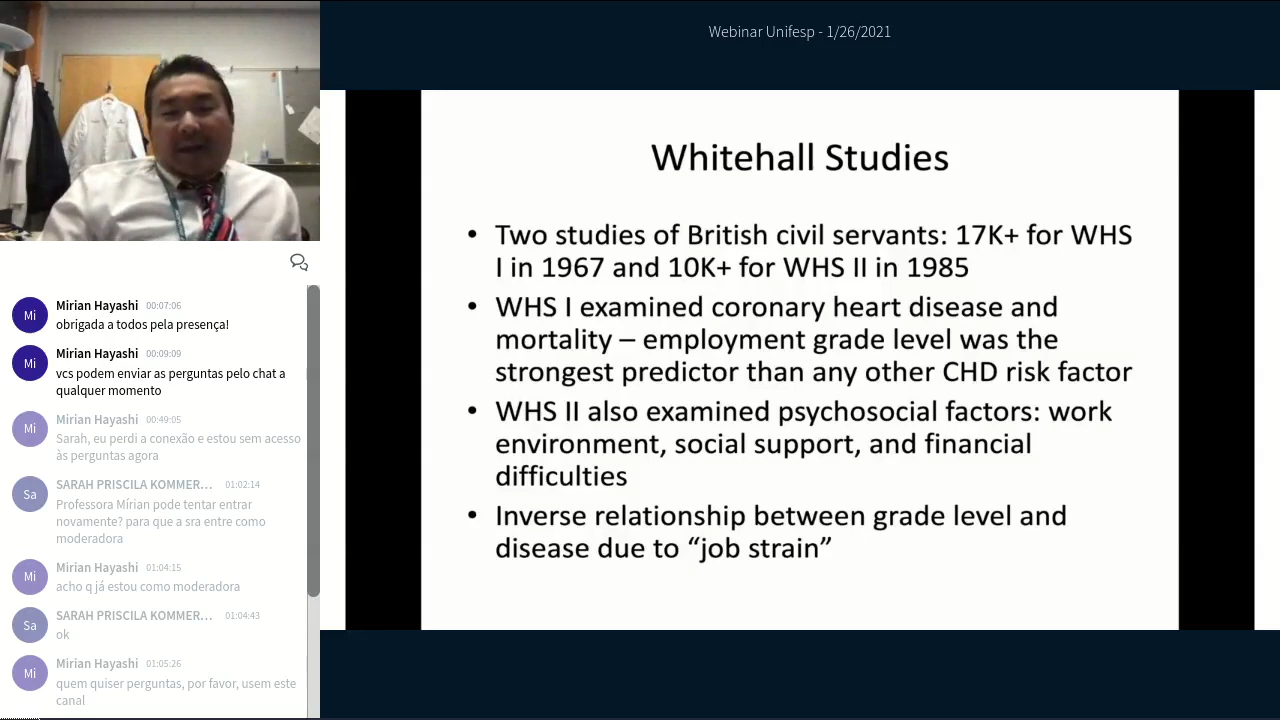 Webinar Unifesp - 1/26/2021
Whitehall Studies
• Two studies of British civil servants: 17K+ for WHS
I in 1967 and 10K+ for WHS II in 1985
• WHS I examined coronary heart disease and
mortality – employment grade level was the
strongest predictor than any other CHD risk factor
• WHS II also examined psychosocial factors: work
environment, social support, and financial
difficulties
• Inverse relationship between grade level and
disease due to “job strain”
Mi
Mirian Hayashi 00:07:06
obrigada a todos pela presença!
Mi
Mirian Hayashi 00:09:09
vcs podem enviar as perguntas pelo chat a
qualquer momento
Mi
Mirian Hayashi 00:49:05
Sarah, eu perdi a conexão e estou sem acesso
às perguntas agora
Sa
SARAH PRISCILA KOMMER... 01:02:14
Professora Mírian pode tentar entrar
novamente? para que a sra entre como
moderadora
Mi
Mirian Hayashi 01:04:15
acho q já estou como moderadora
Sa
SARAH PRISCILA KOMMER... 01:04:43
ok
Mi
Mirian Hayashi 01:05:26
quem quiser perguntas, por favor, usem este
canal